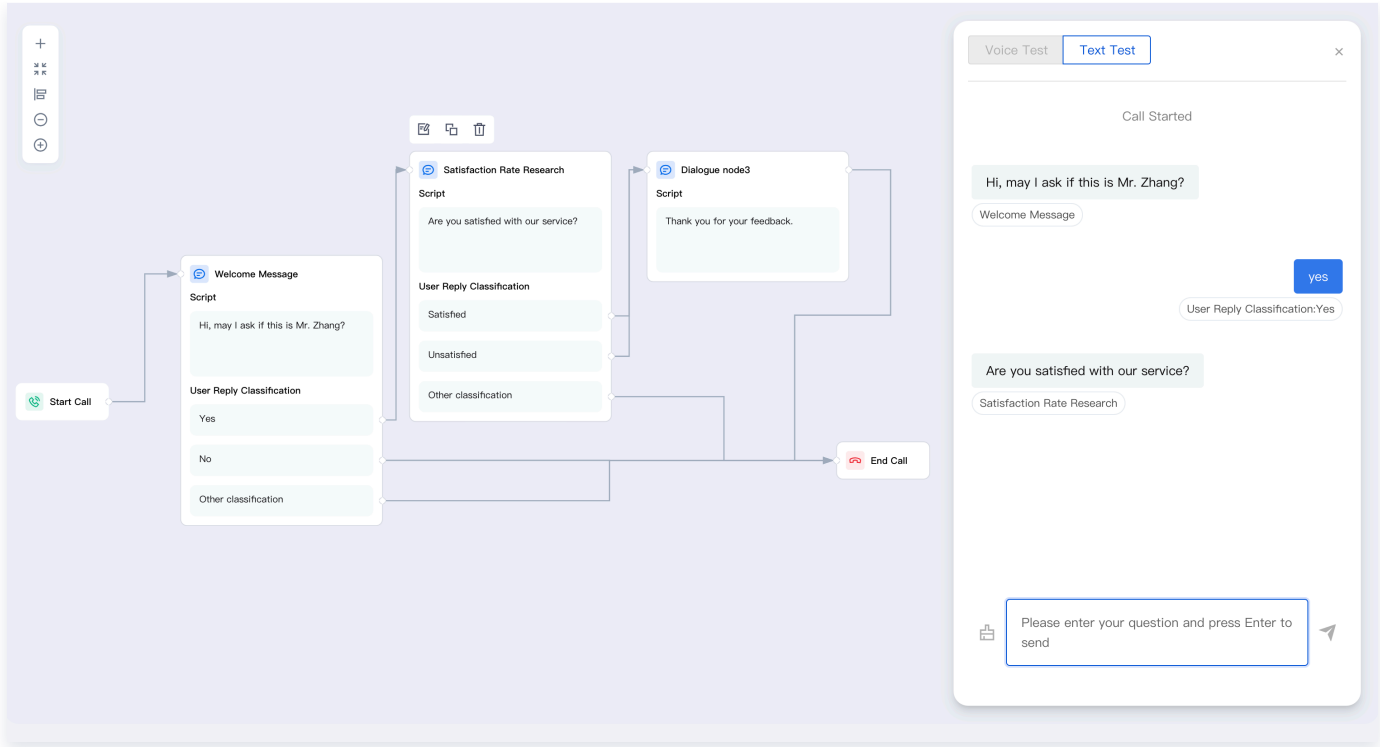 Start Call
Welcome Message
Script
Hi, may I ask if this is Mr. Zhang?
User Reply Classification
Yes
No
Other classification
Satisfaction Rate Research
Script
Are you satisfied with our service?
User Reply Classification
Satisfied
Unsatisfied
Other classification
Dialogue node3
Script
Thank you for your feedback.
End Call
Voice Test
Text Test
Call Started
Hi, may I ask if this is Mr. Zhang?
Welcome Message
yes
User Reply Classification:Yes
Are you satisfied with our service?
Satisfaction Rate Research
Please enter your question and press Enter to
send